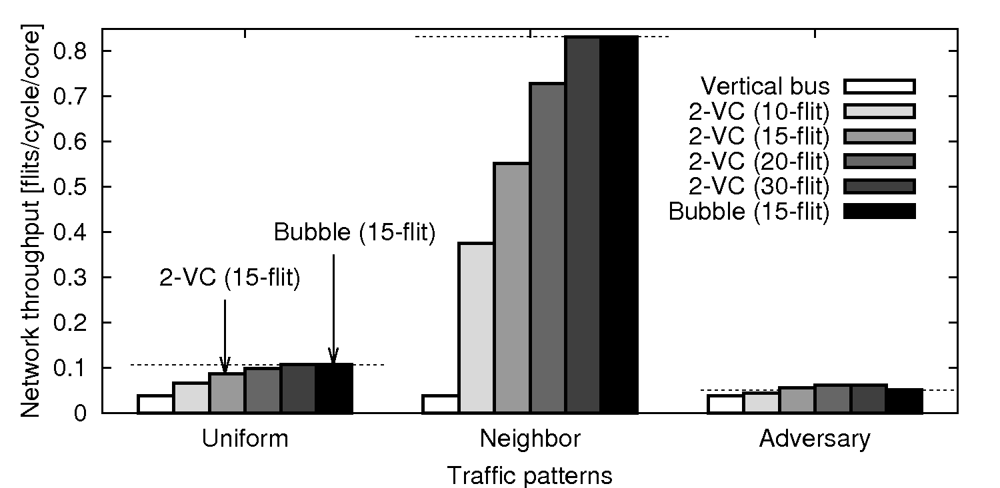 Network throughput [flits/cycle/core]
0.8
0.7
0.6
0.5
0.4
0.3
0.2
0.1
0
Vertical bus
2-VC (10-flit)
2-VC (15-flit)
2-VC (20-flit)
2-VC (30-flit)
Bubble (15-flit)
Bubble (15-flit)
2-VC (15-flit)
Uniform
Neighbor
Adversary
Traffic patterns